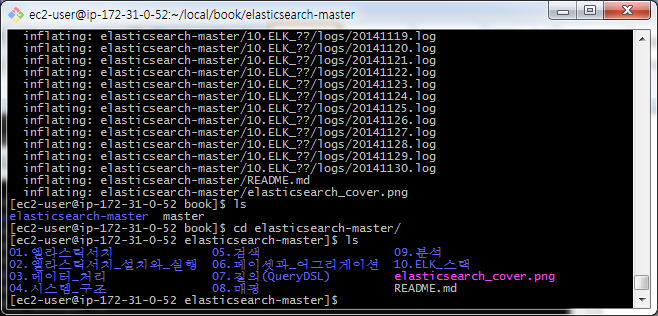 ec2-user@ip-172-31-0-52:~/local/book/elasticsearch-master
inflating: elasticsearch-master/10.ELK_??/logs/20141119.log
inflating: elasticsearch-master/10.ELK_??/logs/20141120.log
inflating: elasticsearch-master/10.ELK_??/logs/20141121.log
inflating: elasticsearch-master/10.ELK_??/logs/20141122.log
inflating: elasticsearch-master/10.ELK_??/logs/20141123.log
inflating: elasticsearch-master/10.ELK_??/logs/20141124.log
inflating: elasticsearch-master/10.ELK_??/logs/20141125.log
inflating: elasticsearch-master/10.ELK_??/logs/20141126.log
inflating: elasticsearch-master/10.ELK_??/logs/20141127.log
inflating: elasticsearch-master/10.ELK_??/logs/20141128.log
inflating: elasticsearch-master/10.ELK_??/logs/20141129.log
inflating: elasticsearch-master/10.ELK_??/logs/20141130.log
inflating: elasticsearch-master/README.md
inflating: elasticsearch-master/elasticsearch_cover.png
[ec2-user@ip-172-31-0-52 book]$ ls
elasticsearch-master  master
[ec2-user@ip-172-31-0-52 book]$ cd elasticsearch-master/
[ec2-user@ip-172-31-0-52 elasticsearch-master]$ ls
01.엘라스틱서치  05.검색  09.분석
02.엘라스틱서치_설치와_실행  06.페이셋과_어그리게이션  10.ELK_스택
03.데이터_처리  07.질의(QueryDSL)  elasticsearch_cover.png
04.시스템_구조  08.매핑  README.md
[ec2-user@ip-172-31-0-52 elasticsearch-master]$